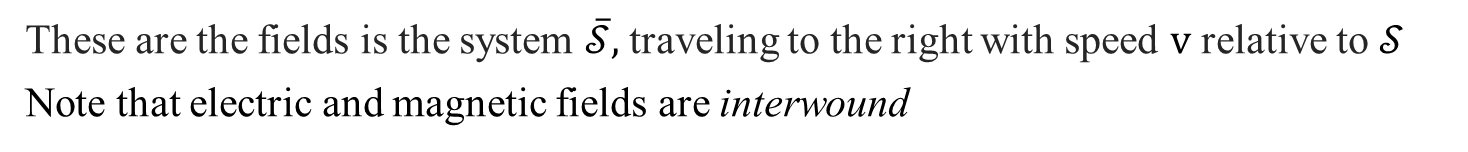 These are the fields is the system 𝒮̄, traveling to the right with speed v relative to 𝒮
Note that electric and magnetic fields are interwound